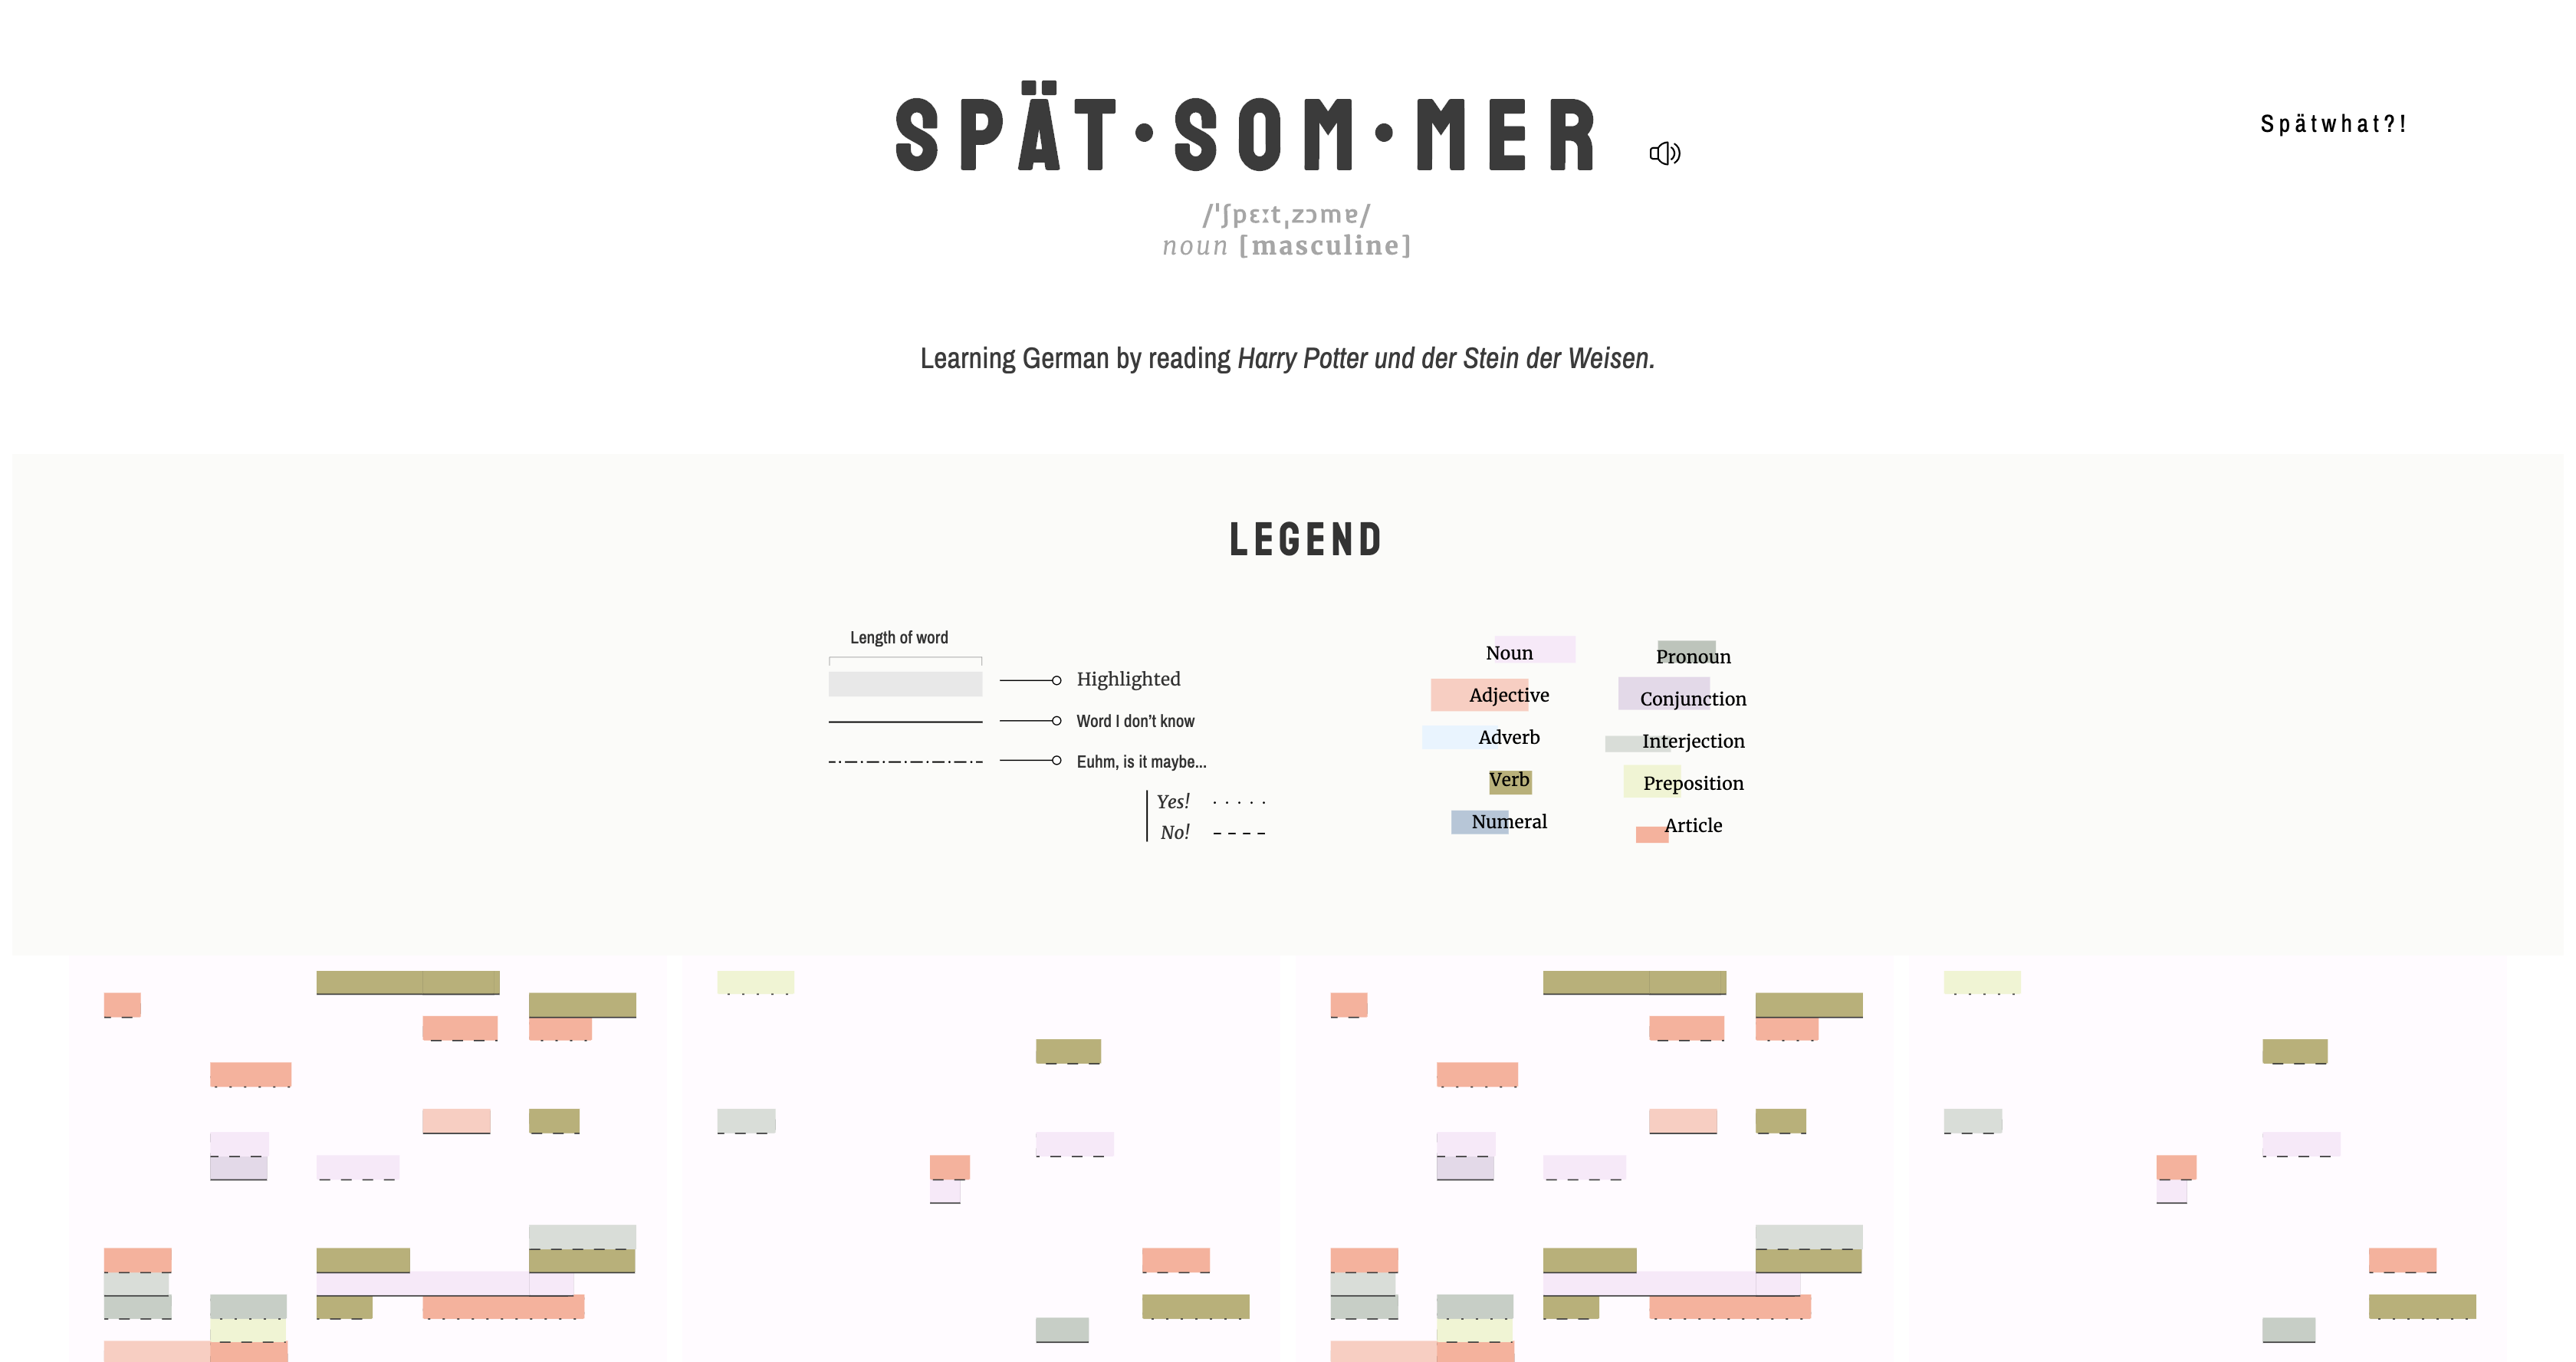 SPÄT·SOM·MER
Spätwhat?!
/ˈʃpɛːtˌzɔmɐ/
noun [masculine]
Learning German by reading Harry Potter und der Stein der Weisen.
LEGEND
Length of word
Highlighted
Word I don't know
Euhm, is it maybe...
Yes!
No!
Noun
Adjective
Adverb
Verb
Numeral
Pronoun
Conjunction
Interjection
Preposition
Article